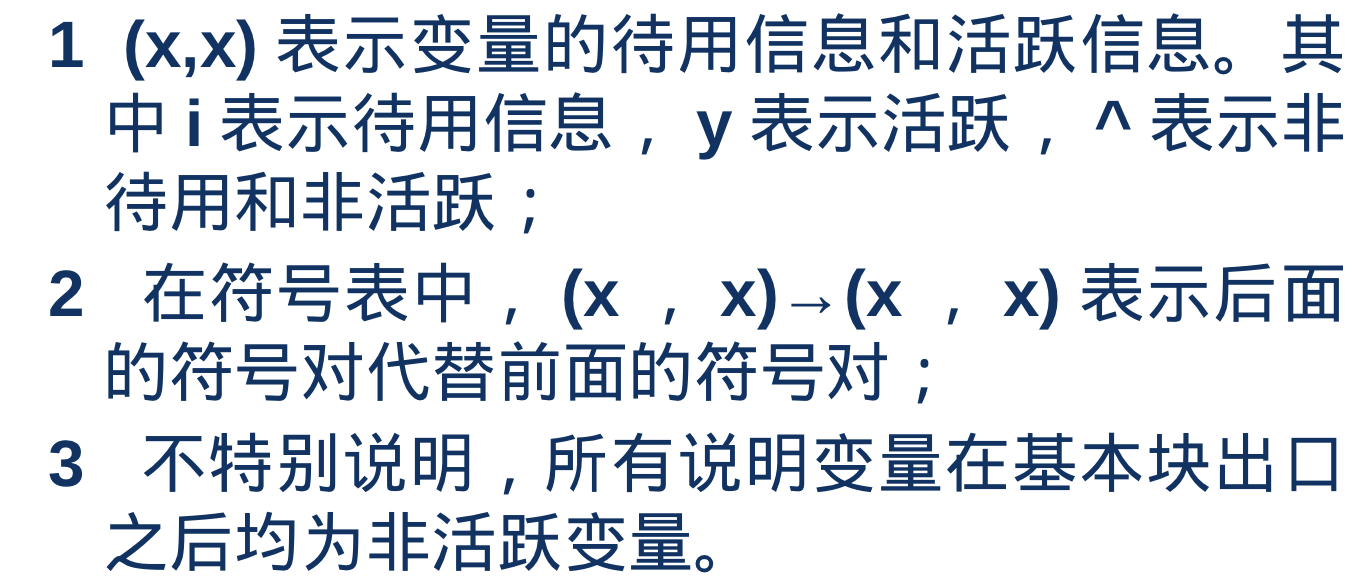 1 (x,x) 表示变量的待用信息和活跃信息。其
中 i 表示待用信息 ，y 表示活跃 ，^ 表示非
待用和非活跃 ；
2 在符号表中 ，(x ，x)→(x ，x) 表示后面
的符号对代替前面的符号对 ；
3 不特别说明 ，所有说明变量在基本块出口
之后均为非活跃变量。